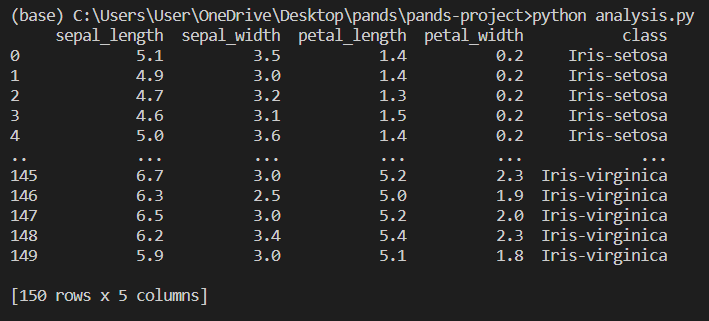 (base) C:\Users\User\OneDrive\Desktop\pands\pands-project>python analysis.py
     sepal_length  sepal_width  petal_length  petal_width           class
0             5.1          3.5           1.4          0.2     Iris-setosa
1             4.9          3.0           1.4          0.2     Iris-setosa
2             4.7          3.2           1.3          0.2     Iris-setosa
3             4.6          3.1           1.5          0.2     Iris-setosa
4             5.0          3.6           1.4          0.2     Iris-setosa
..            ...          ...           ...          ...             ...
145           6.7          3.0           5.2          2.3  Iris-virginica
146           6.3          2.5           5.0          1.9  Iris-virginica
147           6.5          3.0           5.2          2.0  Iris-virginica
148           6.2          3.4           5.4          2.3  Iris-virginica
149           5.9          3.0           5.1          1.8  Iris-virginica
[150 rows x 5 columns]